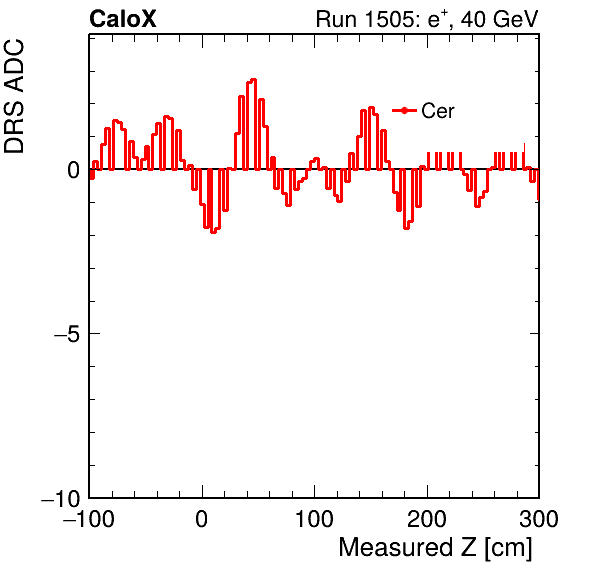 CaloX Run 1505: e⁺, 40 GeV
DRS ADC
Cer
0
−5
−10
−100 0 100 200 300
Measured Z [cm]